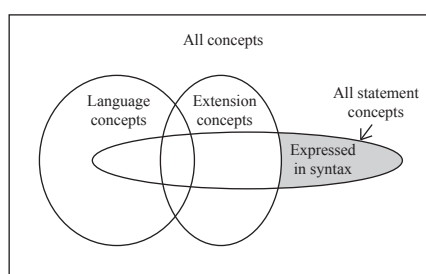 All concepts
Language
concepts
Extension
concepts
All statement
concepts
Expressed
in syntax